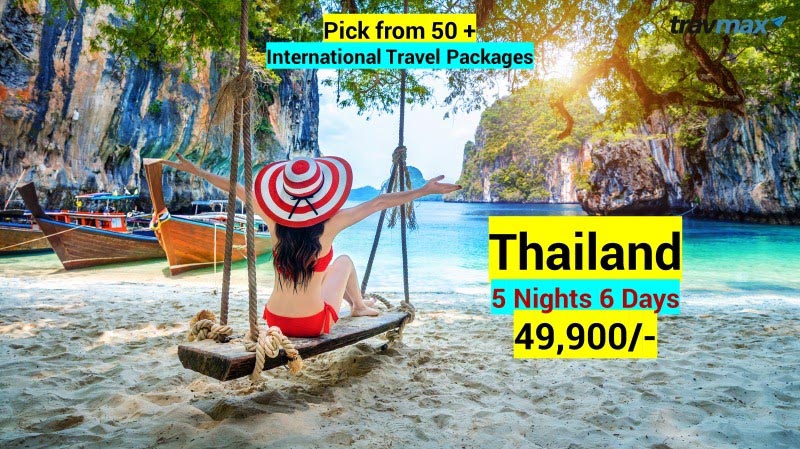 Pick from 50 +
International Travel Packages
travmax
Thailand
5 Nights 6 Days
49,900/-